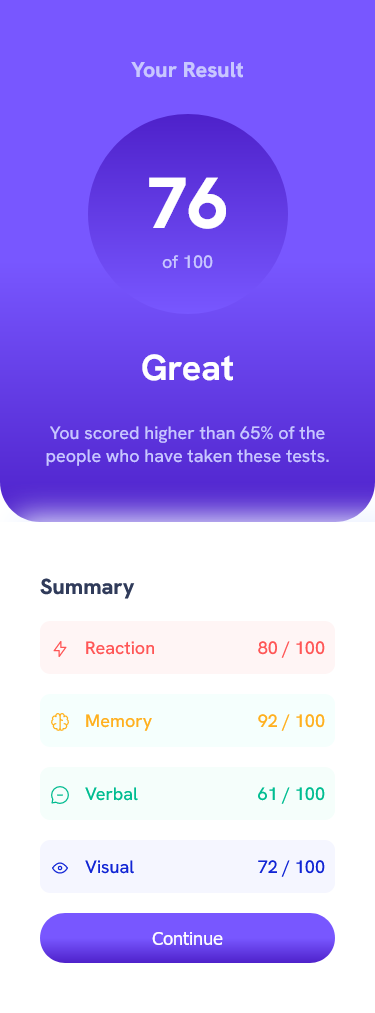 Your Result
76
of 100
Great
You scored higher than 65% of the
people who have taken these tests.
Summary
Reaction 80 / 100
Memory 92 / 100
Verbal 61 / 100
Visual 72 / 100
Continue